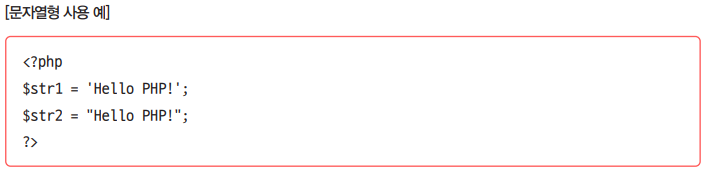 [문자열형 사용 예]
<?php
$str1 = 'Hello PHP!';
$str2 = "Hello PHP!";
?>